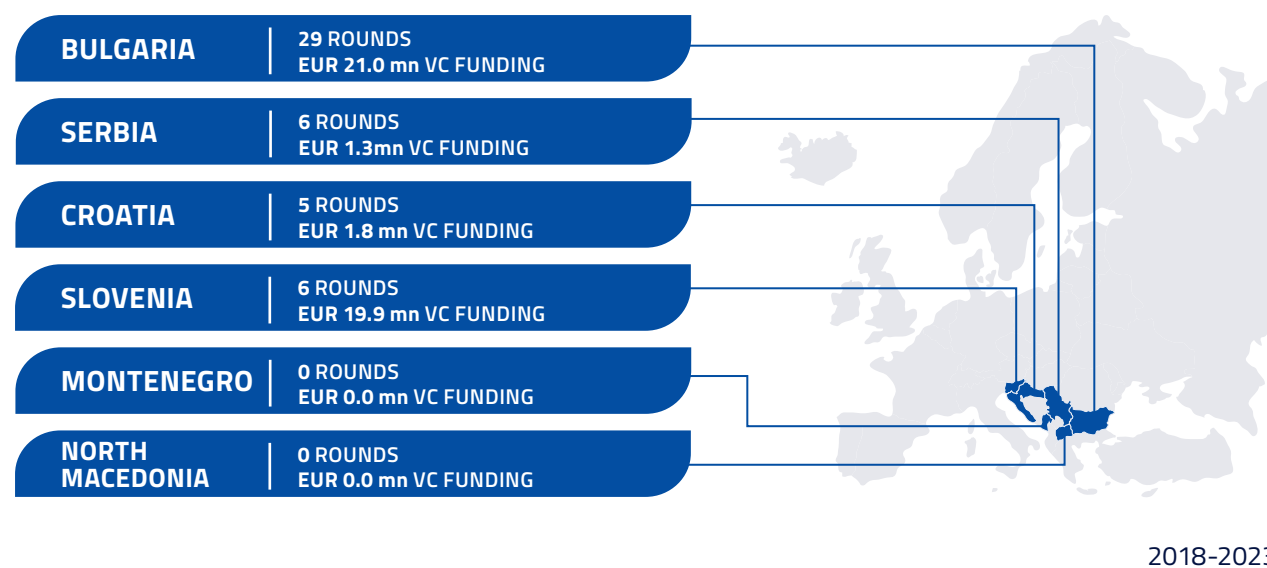 BULGARIA
29 ROUNDS
EUR 21.0 mn VC FUNDING
SERBIA
6 ROUNDS
EUR 1.3mn VC FUNDING
CROATIA
5 ROUNDS
EUR 1.8 mn VC FUNDING
SLOVENIA
6 ROUNDS
EUR 19.9 mn VC FUNDING
MONTENEGRO
0 ROUNDS
EUR 0.0 mn VC FUNDING
NORTH
MACEDONIA
0 ROUNDS
EUR 0.0 mn VC FUNDING
2018-2023